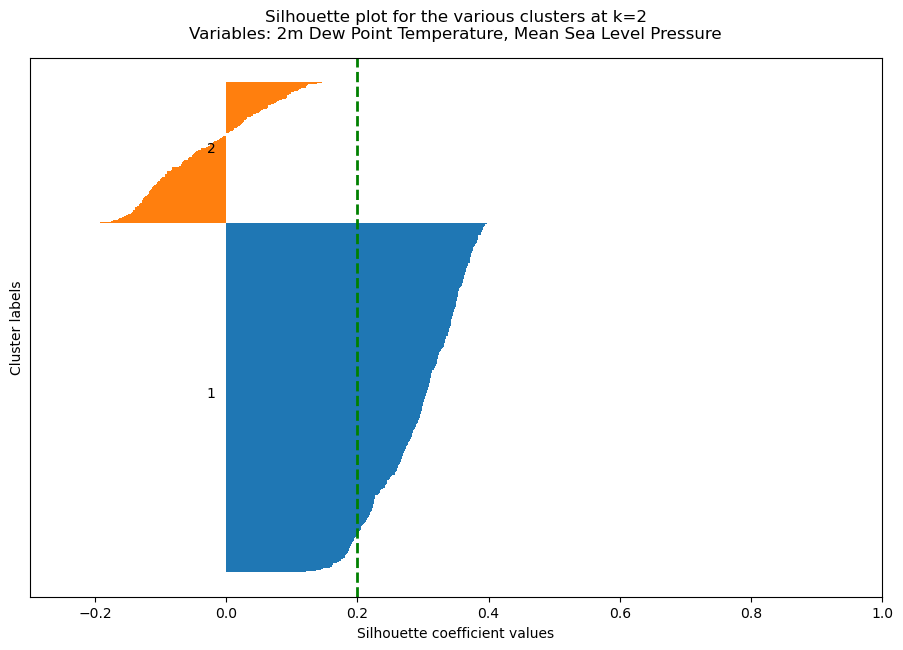 Silhouette plot for the various clusters at k=2
Variables: 2m Dew Point Temperature, Mean Sea Level Pressure
2
Cluster labels
1
−0.2 0.0 0.2 0.4 0.6 0.8 1.0
Silhouette coefficient values